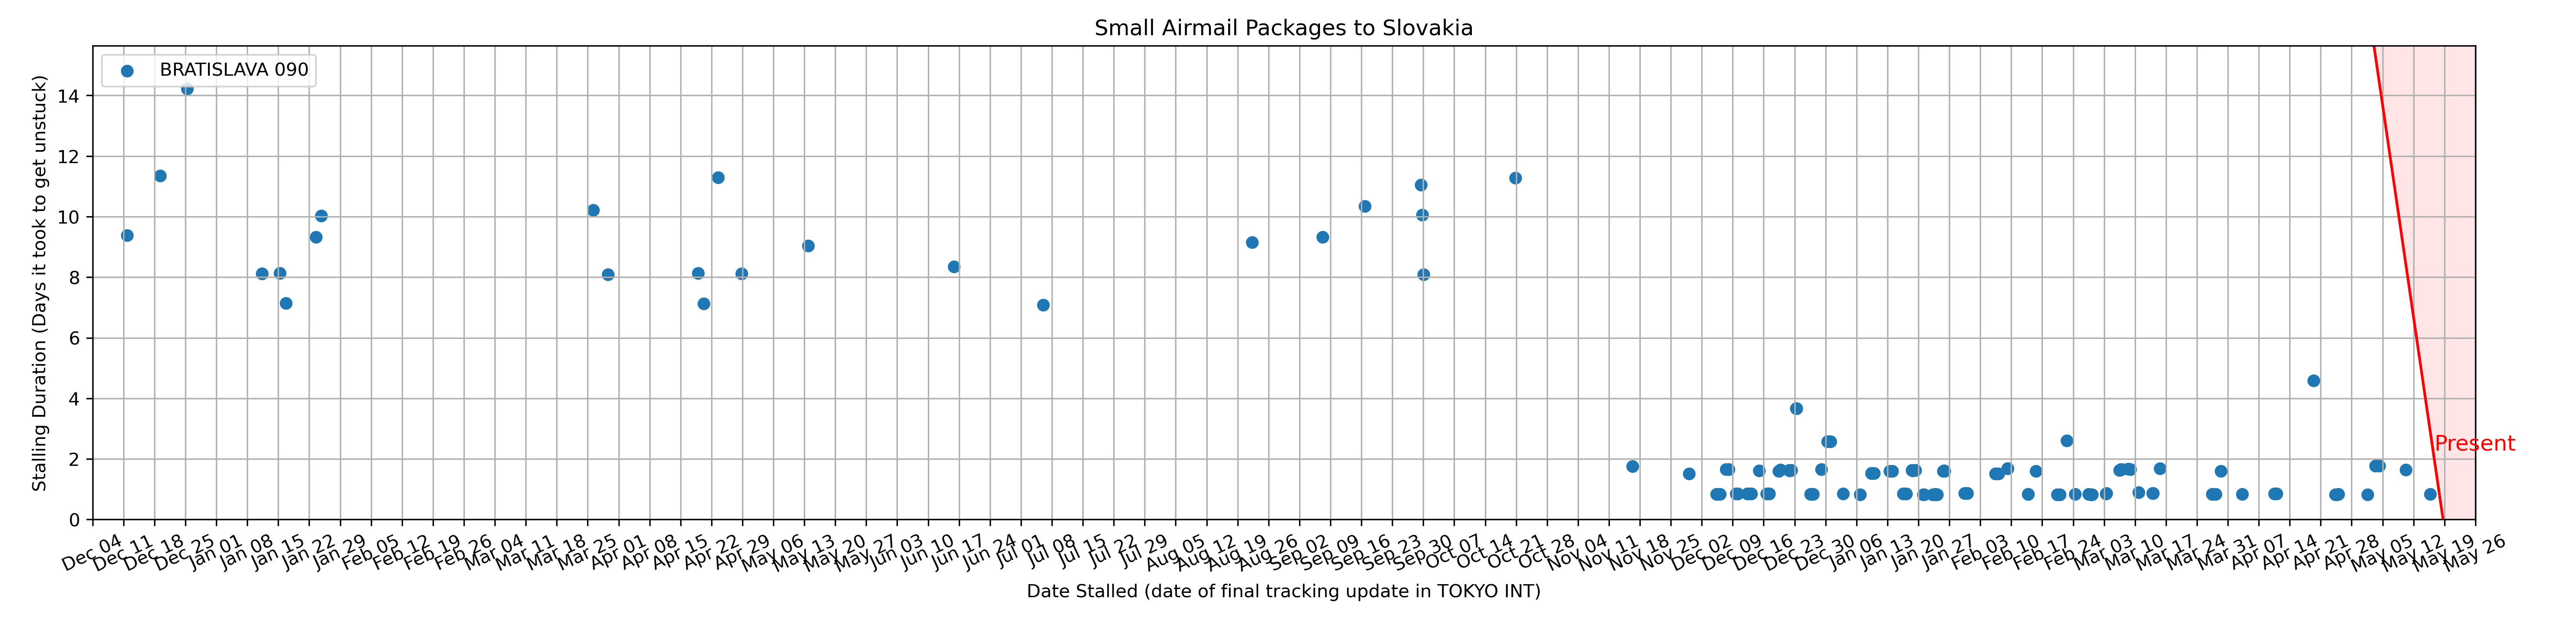 Small Airmail Packages to Slovakia
BRATISLAVA 090
Stalling Duration (Days it took to get unstuck)
14
12
10
8
6
4
2
0
Present
Dec 04
Dec 11
Dec 18
Dec 25
Jan 01
Jan 08
Jan 15
Jan 22
Jan 29
Feb 05
Feb 12
Feb 19
Feb 26
Mar 04
Mar 11
Mar 18
Mar 25
Apr 01
Apr 08
Apr 15
Apr 22
Apr 29
May 06
May 13
May 20
May 27
Jun 03
Jun 10
Jun 17
Jun 24
Jul 01
Jul 08
Jul 15
Jul 22
Jul 29
Aug 05
Aug 12
Aug 19
Aug 26
Sep 02
Sep 09
Sep 16
Sep 23
Sep 30
Oct 07
Oct 14
Oct 21
Oct 28
Nov 04
Nov 11
Nov 18
Nov 25
Dec 02
Dec 09
Dec 16
Dec 23
Dec 30
Jan 06
Jan 13
Jan 20
Jan 27
Feb 03
Feb 10
Feb 17
Feb 24
Mar 03
Mar 10
Mar 17
Mar 24
Mar 31
Apr 07
Apr 14
Apr 21
Apr 28
May 05
May 12
May 19
May 26
Date Stalled (date of final tracking update in TOKYO INT)